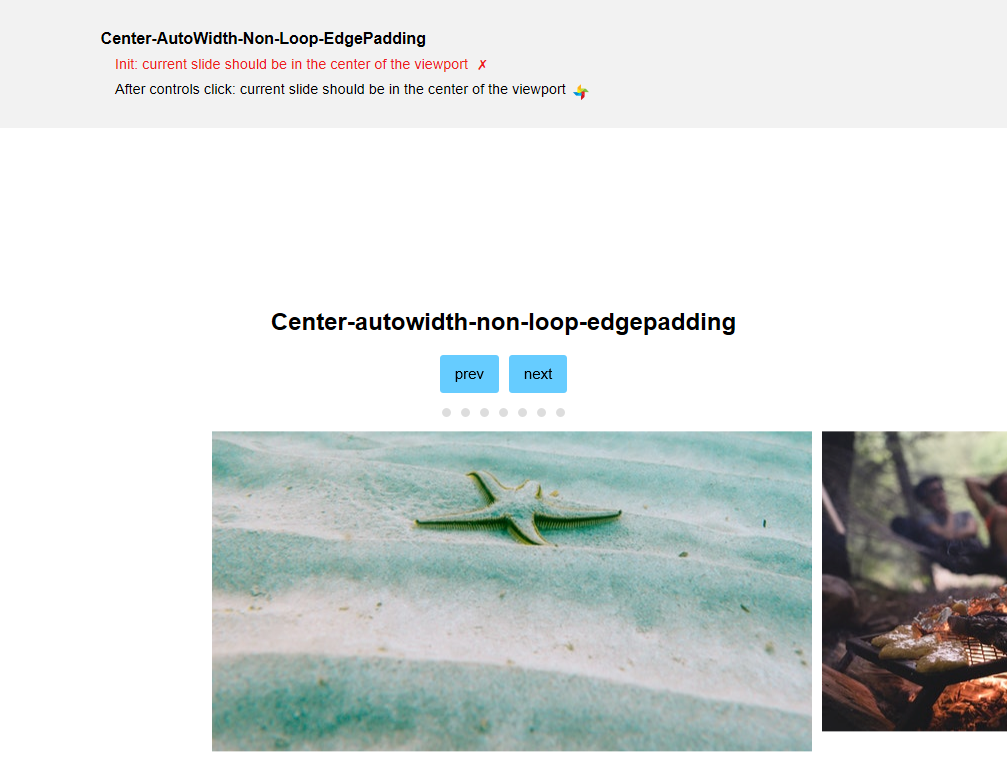 Center-AutoWidth-Non-Loop-EdgePadding
Init: current slide should be in the center of the viewport ✗
After controls click: current slide should be in the center of the viewport
Center-autowidth-non-loop-edgepadding
prev next